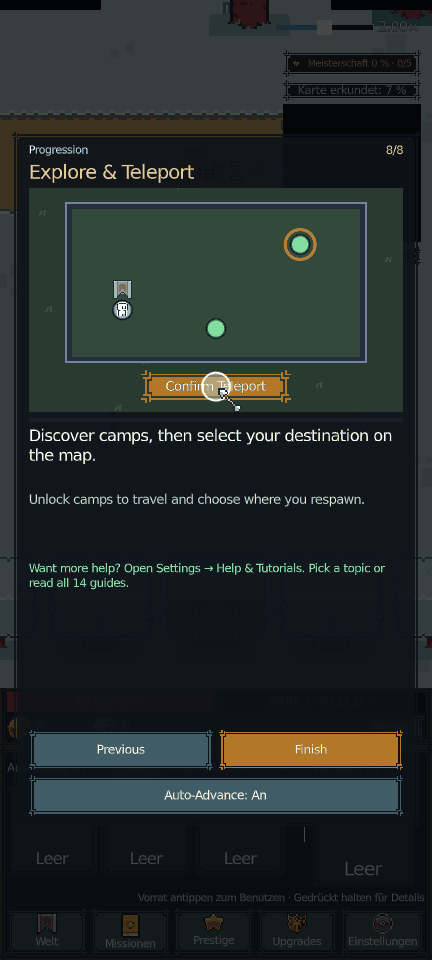 2.00x
Meisterschaft 0 % · 0/5
Karte erkundet: 7 %
Progression
8/8
Explore & Teleport
Confirm Teleport
Discover camps, then select your destination on
the map.
Unlock camps to travel and choose where you respawn.
Want more help? Open Settings → Help & Tutorials. Pick a topic or
read all 14 guides.
Previous
Finish
Auto-Advance: An
Leer
Leer
Leer
Leer
Vorrat antippen zum Benutzen · Gedrückt halten für Details
Welt
Missionen
Prestige
Upgrades
Einstellungen